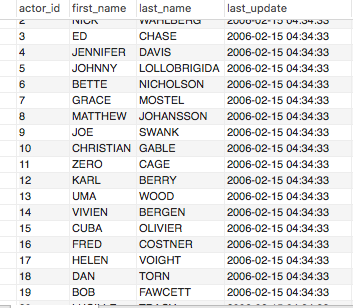 actor_id first_name last_name last_update
2 NICK WAHLBERG 2006-02-15 04:34:33
3 ED CHASE 2006-02-15 04:34:33
4 JENNIFER DAVIS 2006-02-15 04:34:33
5 JOHNNY LOLLOBRIGIDA 2006-02-15 04:34:33
6 BETTE NICHOLSON 2006-02-15 04:34:33
7 GRACE MOSTEL 2006-02-15 04:34:33
8 MATTHEW JOHANSSON 2006-02-15 04:34:33
9 JOE SWANK 2006-02-15 04:34:33
10 CHRISTIAN GABLE 2006-02-15 04:34:33
11 ZERO CAGE 2006-02-15 04:34:33
12 KARL BERRY 2006-02-15 04:34:33
13 UMA WOOD 2006-02-15 04:34:33
14 VIVIEN BERGEN 2006-02-15 04:34:33
15 CUBA OLIVIER 2006-02-15 04:34:33
16 FRED COSTNER 2006-02-15 04:34:33
17 HELEN VOIGHT 2006-02-15 04:34:33
18 DAN TORN 2006-02-15 04:34:33
19 BOB FAWCETT 2006-02-15 04:34:33